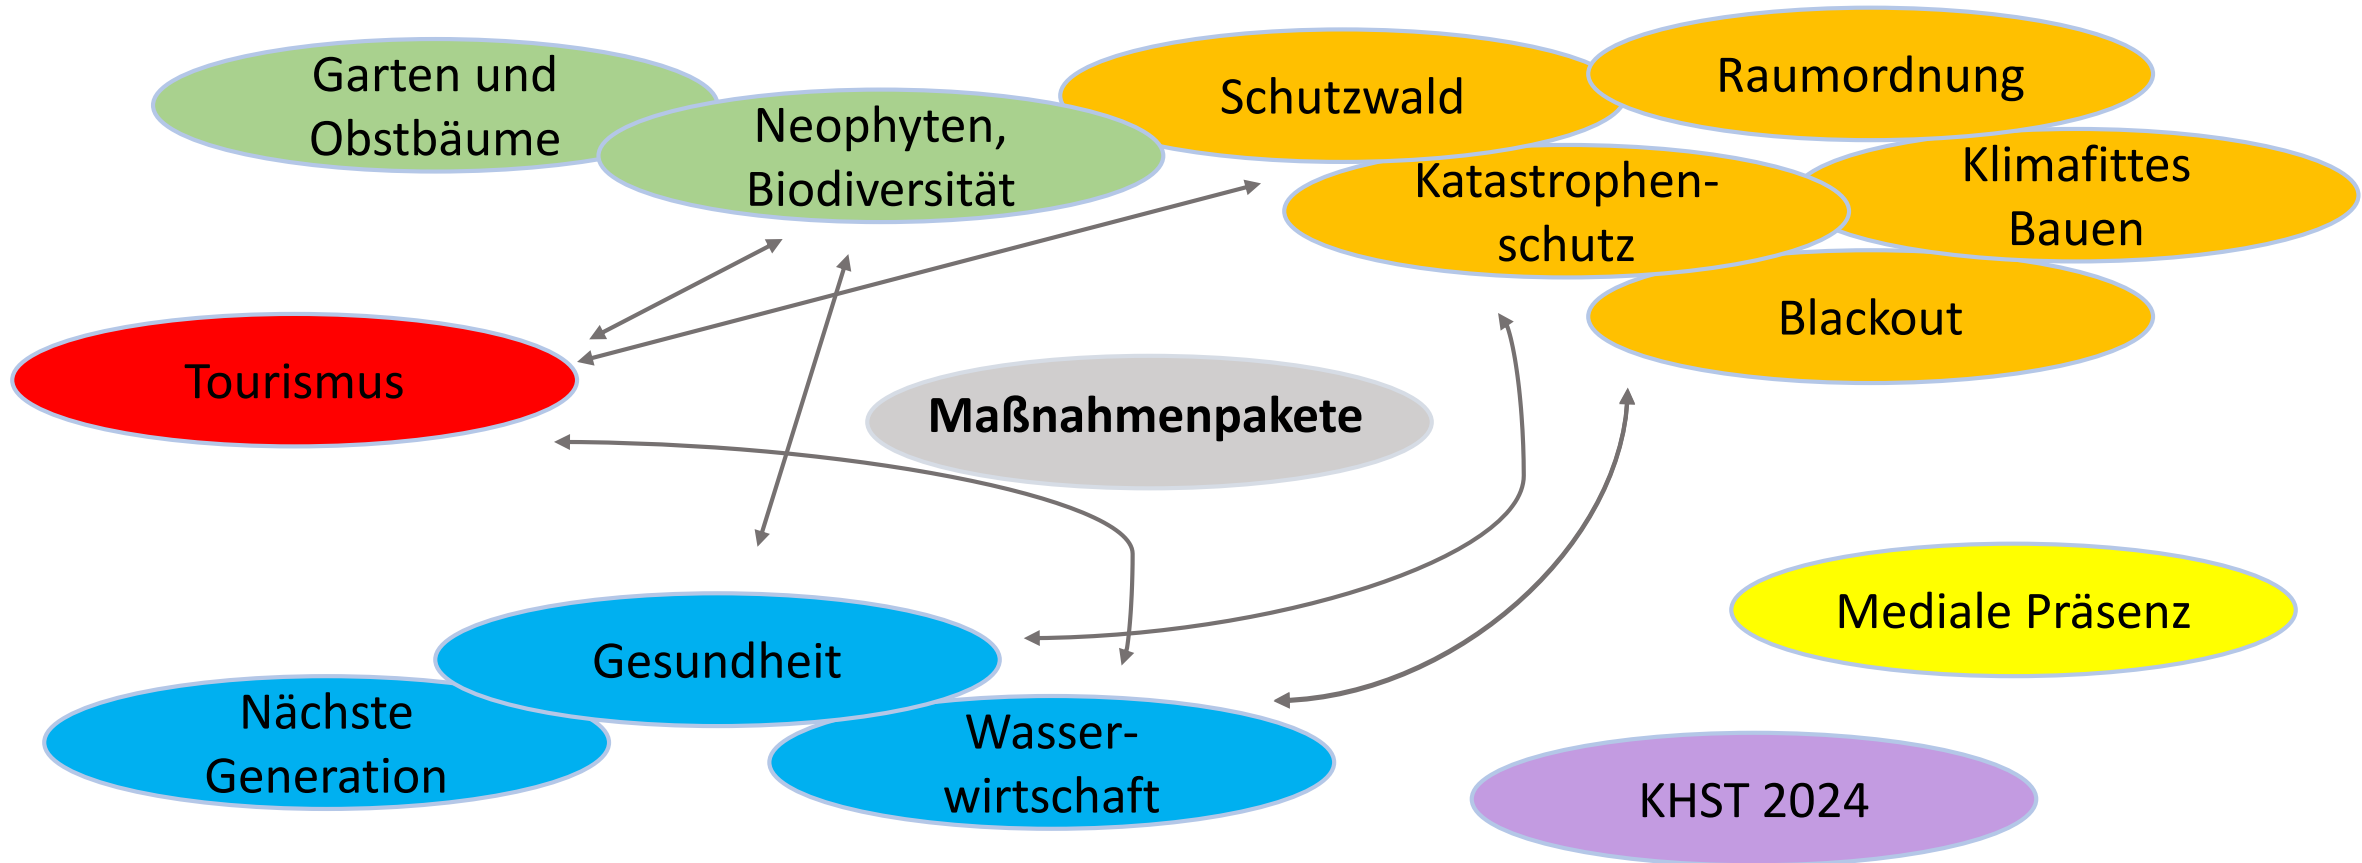 Garten und
Obstbäume
Neophyten,
Biodiversität
Schutzwald
Raumordnung
Katastrophen-
schutz
Klimafittes
Bauen
Blackout
Tourismus
Maßnahmenpakete
Mediale Präsenz
Gesundheit
Nächste
Generation
Wasser-
wirtschaft
KHST 2024